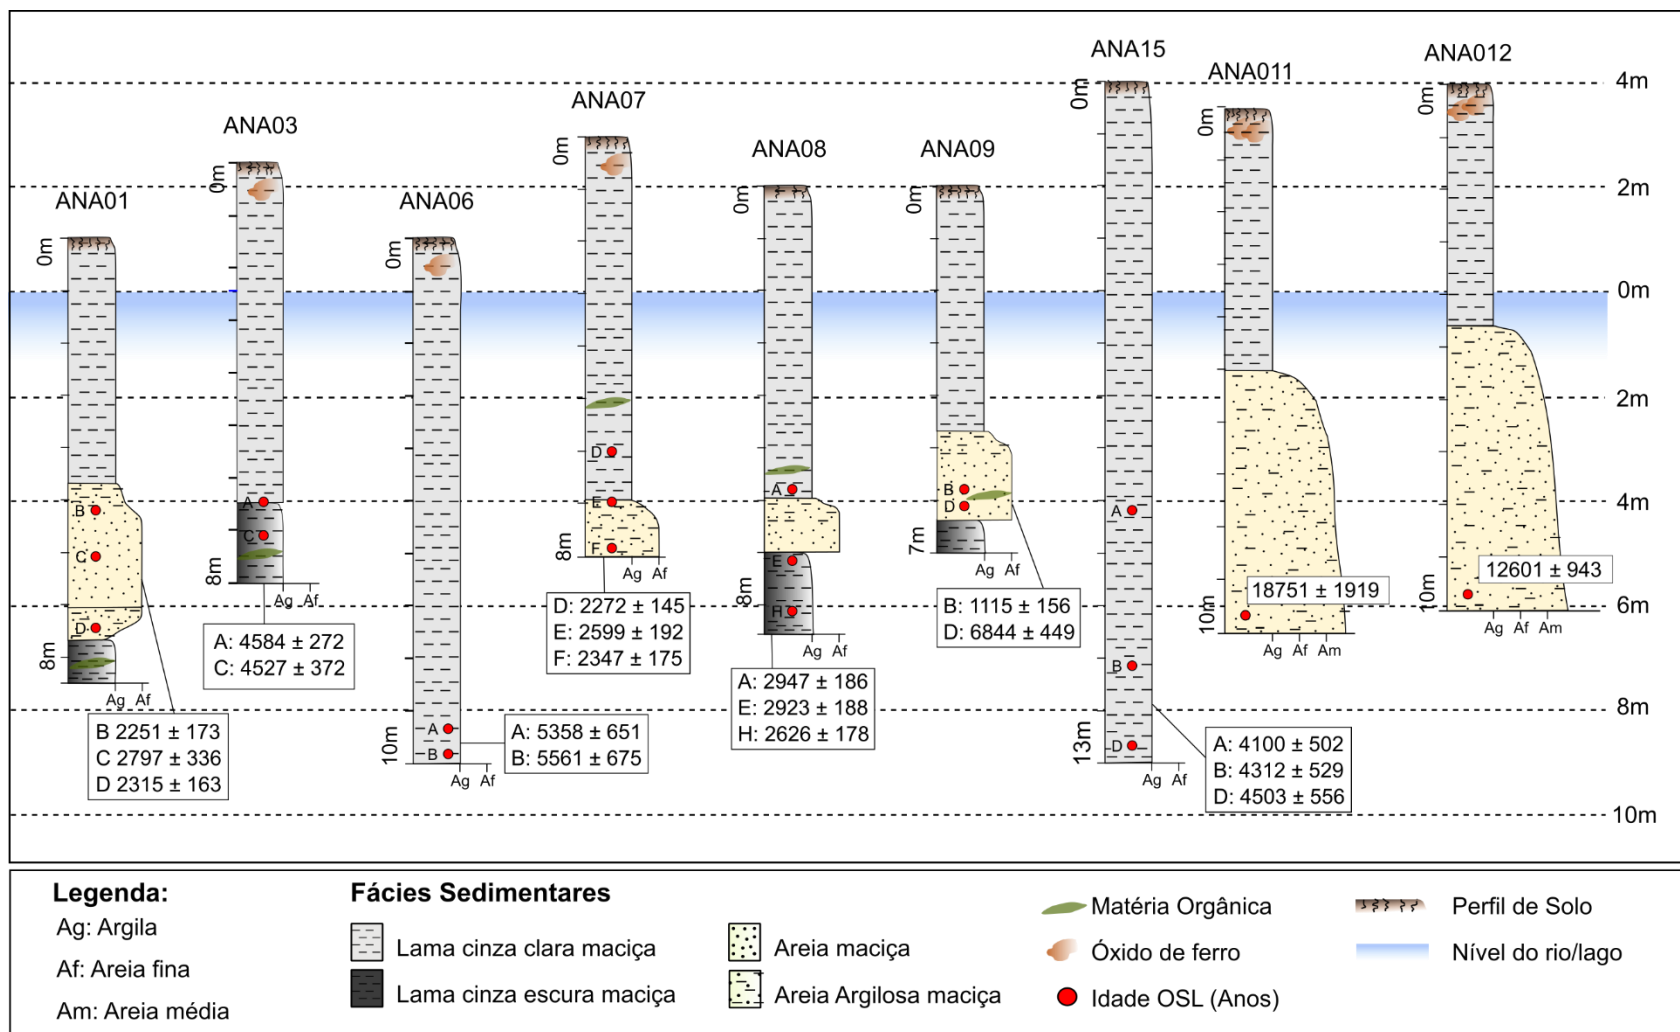 ANA01
0m
8m
B
C
D
Ag Af
B 2251 ± 173
C 2797 ± 336
D 2315 ± 163
ANA03
0m
8m
A
C
Ag Af
A: 4584 ± 272
C: 4527 ± 372
ANA06
0m
10m
A
B
Ag Af
A: 5358 ± 651
B: 5561 ± 675
ANA07
0m
8m
D
E
F
Ag Af
D: 2272 ± 145
E: 2599 ± 192
F: 2347 ± 175
ANA08
0m
8m
A
E
H
Ag Af
A: 2947 ± 186
E: 2923 ± 188
H: 2626 ± 178
ANA09
0m
7m
B
D
Ag Af
B: 1115 ± 156
D: 6844 ± 449
ANA15
0m
13m
A
B
D
Ag Af
A: 4100 ± 502
B: 4312 ± 529
D: 4503 ± 556
ANA011
0m
10m
18751 ± 1919
Ag Af Am
ANA012
0m
10m
12601 ± 943
Ag Af Am
4m
2m
0m
2m
4m
6m
8m
10m
Legenda:
Ag: Argila
Af: Areia fina
Am: Areia média
Fácies Sedimentares
Lama cinza clara maciça
Lama cinza escura maciça
Areia maciça
Areia Argilosa maciça
Matéria Orgânica
Óxido de ferro
Idade OSL (Anos)
Perfil de Solo
Nível do rio/lago